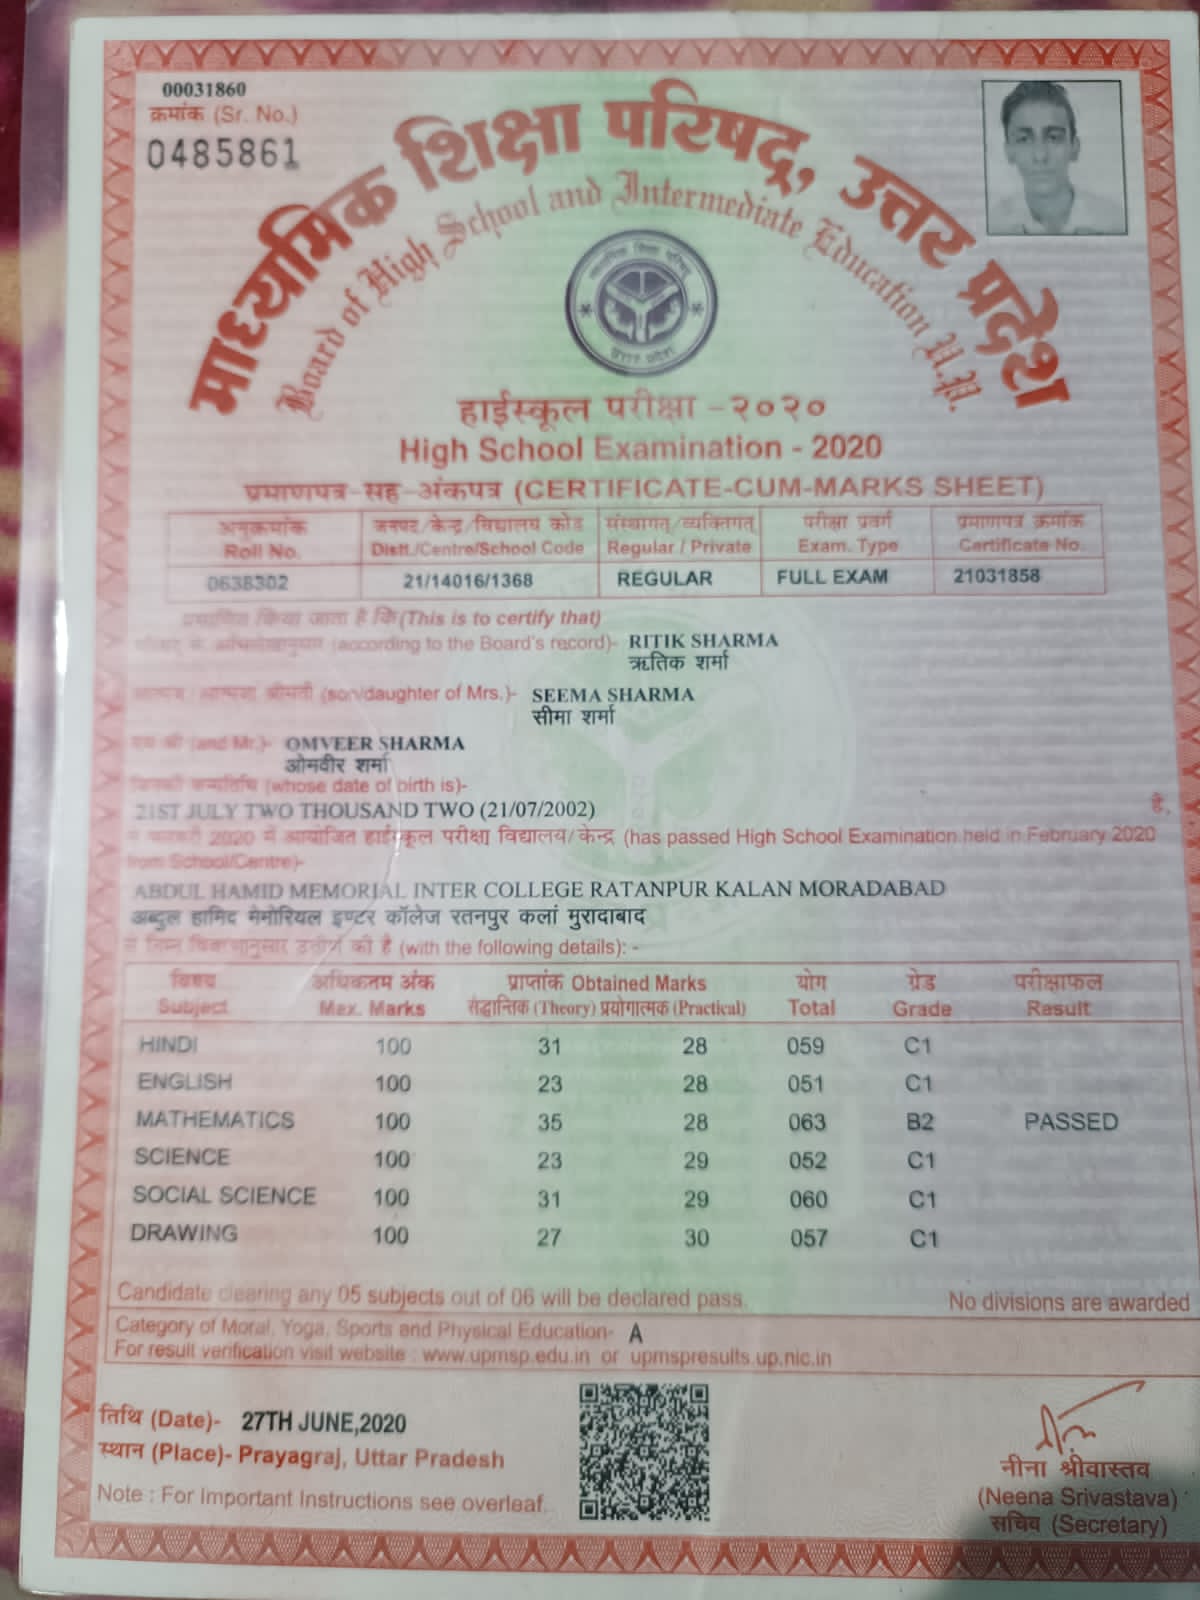 00031860
क्रमांक (Sr. No.)
0485861
माध्यमिक शिक्षा परिषद्, उत्तर प्रदेश
Board of High School and Intermediate Education U.P.
हाईस्कूल परीक्षा - २०२०
High School Examination - 2020
प्रमाणपत्र-सह-अंकपत्र (CERTIFICATE-CUM-MARKS SHEET)
अनुक्रमांक जनपद/केन्द्र/विद्यालय कोड संस्थागत/व्यक्तिगत परीक्षा प्रवर्ग प्रमाणपत्र क्रमांक
Roll No. Distt./Centre/School Code Regular / Private Exam. Type Certificate No.
0638302 21/14016/1368 REGULAR FULL EXAM 21031858
प्रमाणित किया जाता है कि (This is to certify that)
(according to the Board's record)- RITIK SHARMA
ऋतिक शर्मा
श्रीमती (son/daughter of Mrs.)- SEEMA SHARMA
सीमा शर्मा
श्री (and Mr.)- OMVEER SHARMA
ओमवीर शर्मा
जिनकी जन्मतिथि (whose date of birth is)-
21ST JULY TWO THOUSAND TWO (21/07/2002) है,
2020 में आयोजित हाईस्कूल परीक्षा विद्यालय/केन्द्र (has passed High School Examination held in February 2020
from School/Centre)-
ABDUL HAMID MEMORIAL INTER COLLEGE RATANPUR KALAN MORADABAD
अब्दुल हामिद मेमोरियल इण्टर कॉलेज रतनपुर कलां मुरादाबाद
से निम्न विवरणानुसार उत्तीर्ण की है (with the following details): -
विषय अधिकतम अंक प्राप्तांक Obtained Marks योग ग्रेड परीक्षाफल
Subject Max. Marks सैद्धान्तिक (Theory) प्रयोगात्मक (Practical) Total Grade Result
HINDI 100 31 28 059 C1
ENGLISH 100 23 28 051 C1
MATHEMATICS 100 35 28 063 B2 PASSED
SCIENCE 100 23 29 052 C1
SOCIAL SCIENCE 100 31 29 060 C1
DRAWING 100 27 30 057 C1
Candidate clearing any 05 subjects out of 06 will be declared pass. No divisions are awarded
Category of Moral, Yoga, Sports and Physical Education- A
For result verification visit website : www.upmsp.edu.in or upmspresults.up.nic.in
तिथि (Date)- 27TH JUNE,2020
स्थान (Place)- Prayagraj, Uttar Pradesh
Note : For Important Instructions see overleaf.
नीना श्रीवास्तव
(Neena Srivastava)
सचिव (Secretary)